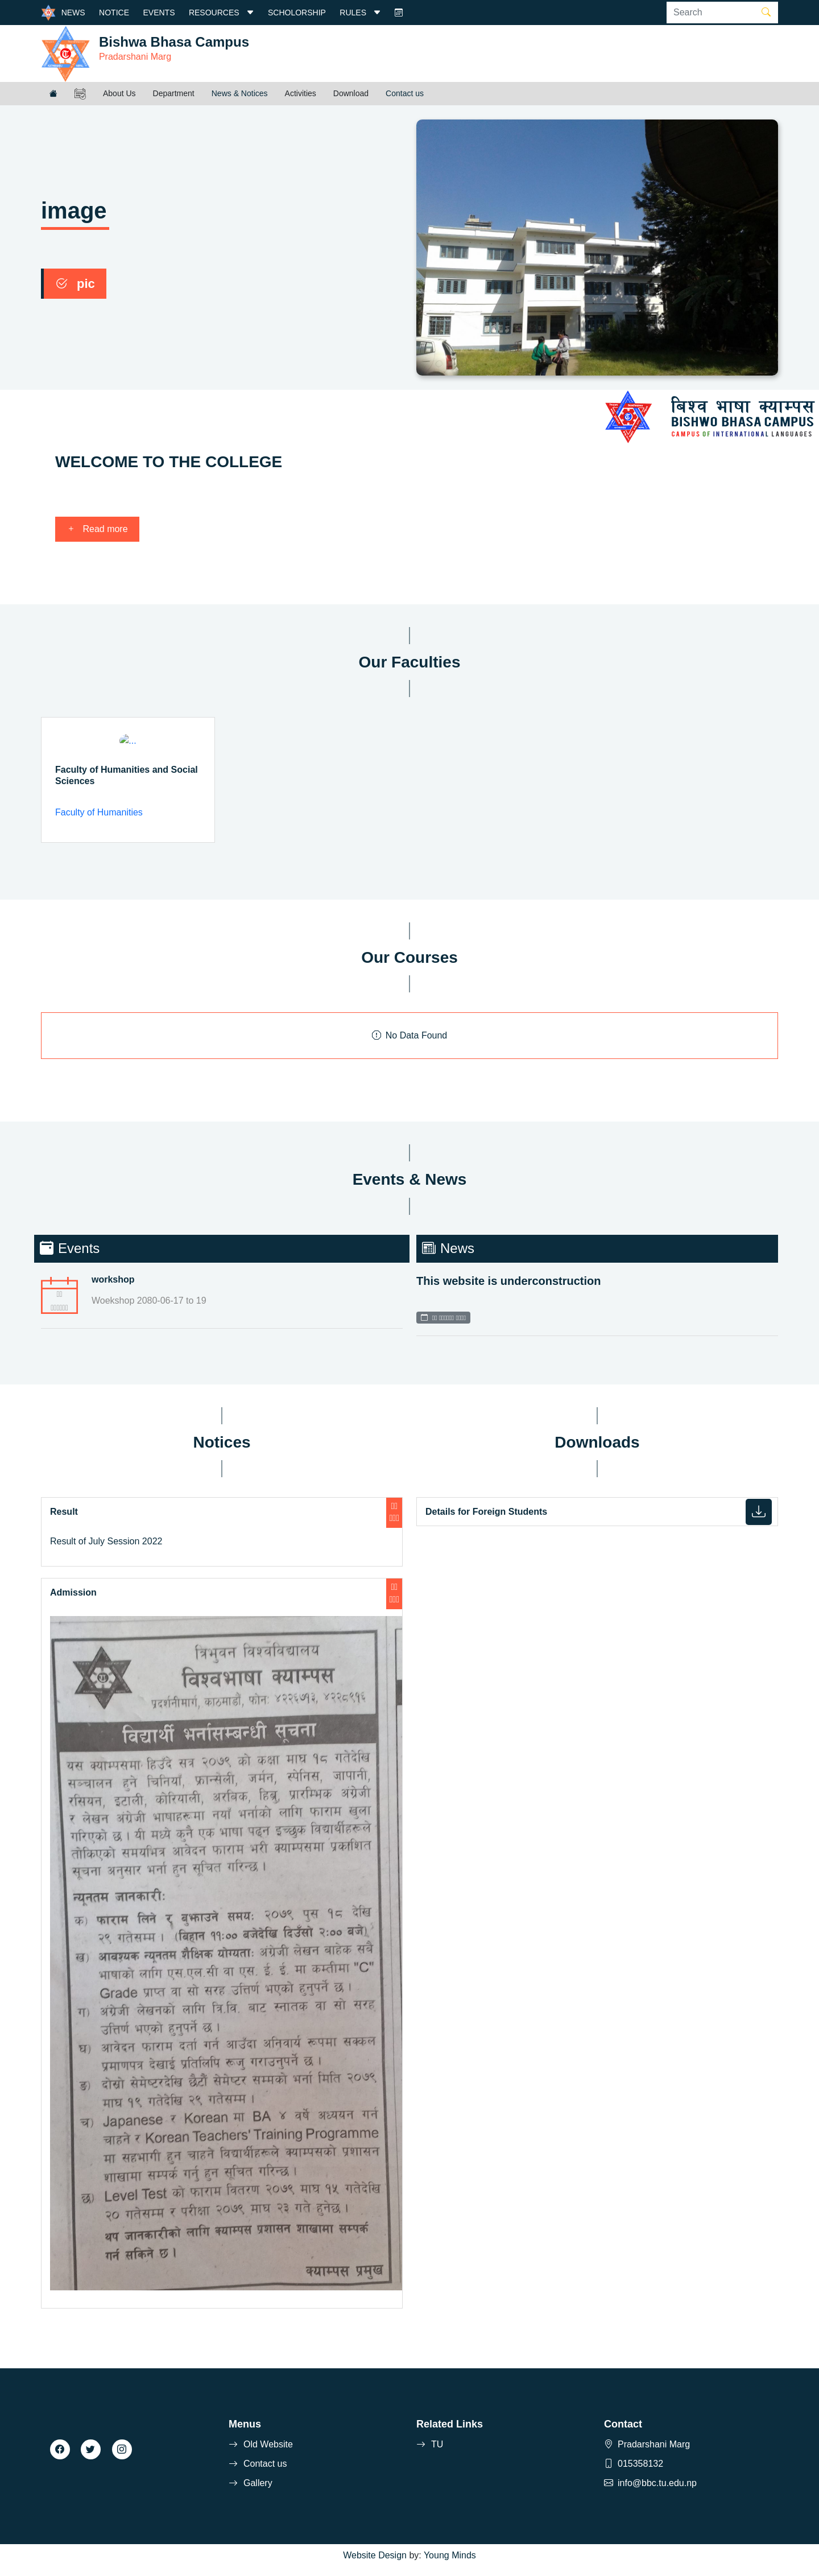 NEWS NOTICE EVENTS RESOURCES SCHOLORSHIP RULES Search
Bishwa Bhasa Campus
Pradarshani Marg
About Us Department News & Notices Activities Download Contact us
image
pic
विश्व भाषा क्याम्पस
BISHWO BHASA CAMPUS
CAMPUS OF INTERNATIONAL LANGUAGES
WELCOME TO THE COLLEGE
Read more
Our Faculties
...
Faculty of Humanities and Social
Sciences
Faculty of Humanities
Our Courses
No Data Found
Events & News
Events
workshop
Woekshop 2080-06-17 to 19
News
This website is underconstruction
Notices
Result
Result of July Session 2022
Admission
त्रिभुवन विश्वविद्यालय
विश्वभाषा क्याम्पस
प्रदर्शनीमार्ग, काठमाडौं, फोन: ४२२६७१३, ४२२८९१६
विद्यार्थी भर्नासम्बन्धी सूचना
यस क्याम्पसमा हिउँदे सत्र २०७९ को कक्षा माघ १८ गतेदेखि
सञ्चालन हुने चिनियाँ, फ्रान्सेली, जर्मन, स्पेनिस, जापानी,
रसियन, इटाली, कोरियाली, अरबिक, हिब्रु, प्रारम्भिक अंग्रेजी
र लेखन अंग्रेजी भाषाहरूमा नयाँ भर्नाको लागि फाराम खुला
गरिएको छ । यी मध्ये कुनै एक भाषा पढ्न इच्छुक विद्यार्थीहरूले
तोकिएको समयभित्र आवेदन फाराम भरी क्याम्पसमा प्रकाशित
सूचना अनुसार भर्ना हुन सूचित गरिन्छ ।
न्यूनतम जानकारी:
क) फाराम लिने र बुझाउने समय: २०७९ पुस १८ देखि
२९ गतेसम्म । (बिहान ११:०० बजेदेखि दिउँसो २:०० बजे)
ख) आवश्यक न्यूनतम शैक्षिक योग्यता: अंग्रेजी लेखन बाहेक सबै
भाषाको लागि एस.एल.सी वा एस. ई. ई. मा कम्तीमा "C"
Grade प्राप्त वा सो सरह उत्तिर्ण भएको हुनुपर्ने ।
ग) अंग्रेजी लेखनको लागि त्रि.वि. बाट स्नातक वा सो सरह
उत्तिर्ण भएको हुनुपर्ने ।
घ) आवेदन फाराम दर्ता गर्न आउँदा अनिवार्य रूपमा सक्कल
प्रमाणपत्र देखाई प्रतिलिपि रूजु गराउनुपर्ने ।
ङ) दोस्रो सेमेष्टरदेखि छैटौं सेमेष्टर सम्मको भर्ना मिति २०७९
माघ १९ गतेदेखि २९ गतेसम्म ।
च) Japanese र Korean मा BA ४ वर्षे अध्ययन गर्न
र Korean Teachers' Training Programme
मा सहभागी हुन चाहने विद्यार्थीहरूले क्याम्पसको प्रशासन
शाखामा सम्पर्क गर्नु हुन सूचित गरिन्छ ।
छ) Level Test को फाराम वितरण २०७९ माघ १५ गतेदेखि
२० गतेसम्म र परीक्षा २०७९ माघ २३ गते हुनेछ ।
थप जानकारीको लागि क्याम्पस प्रशासन शाखामा सम्पर्क
गर्न सकिने छ ।
क्याम्पस प्रमुख
Downloads
Details for Foreign Students
Menus
Old Website
Contact us
Gallery
Related Links
TU
Contact
Pradarshani Marg
015358132
info@bbc.tu.edu.np
Website Design by: Young Minds